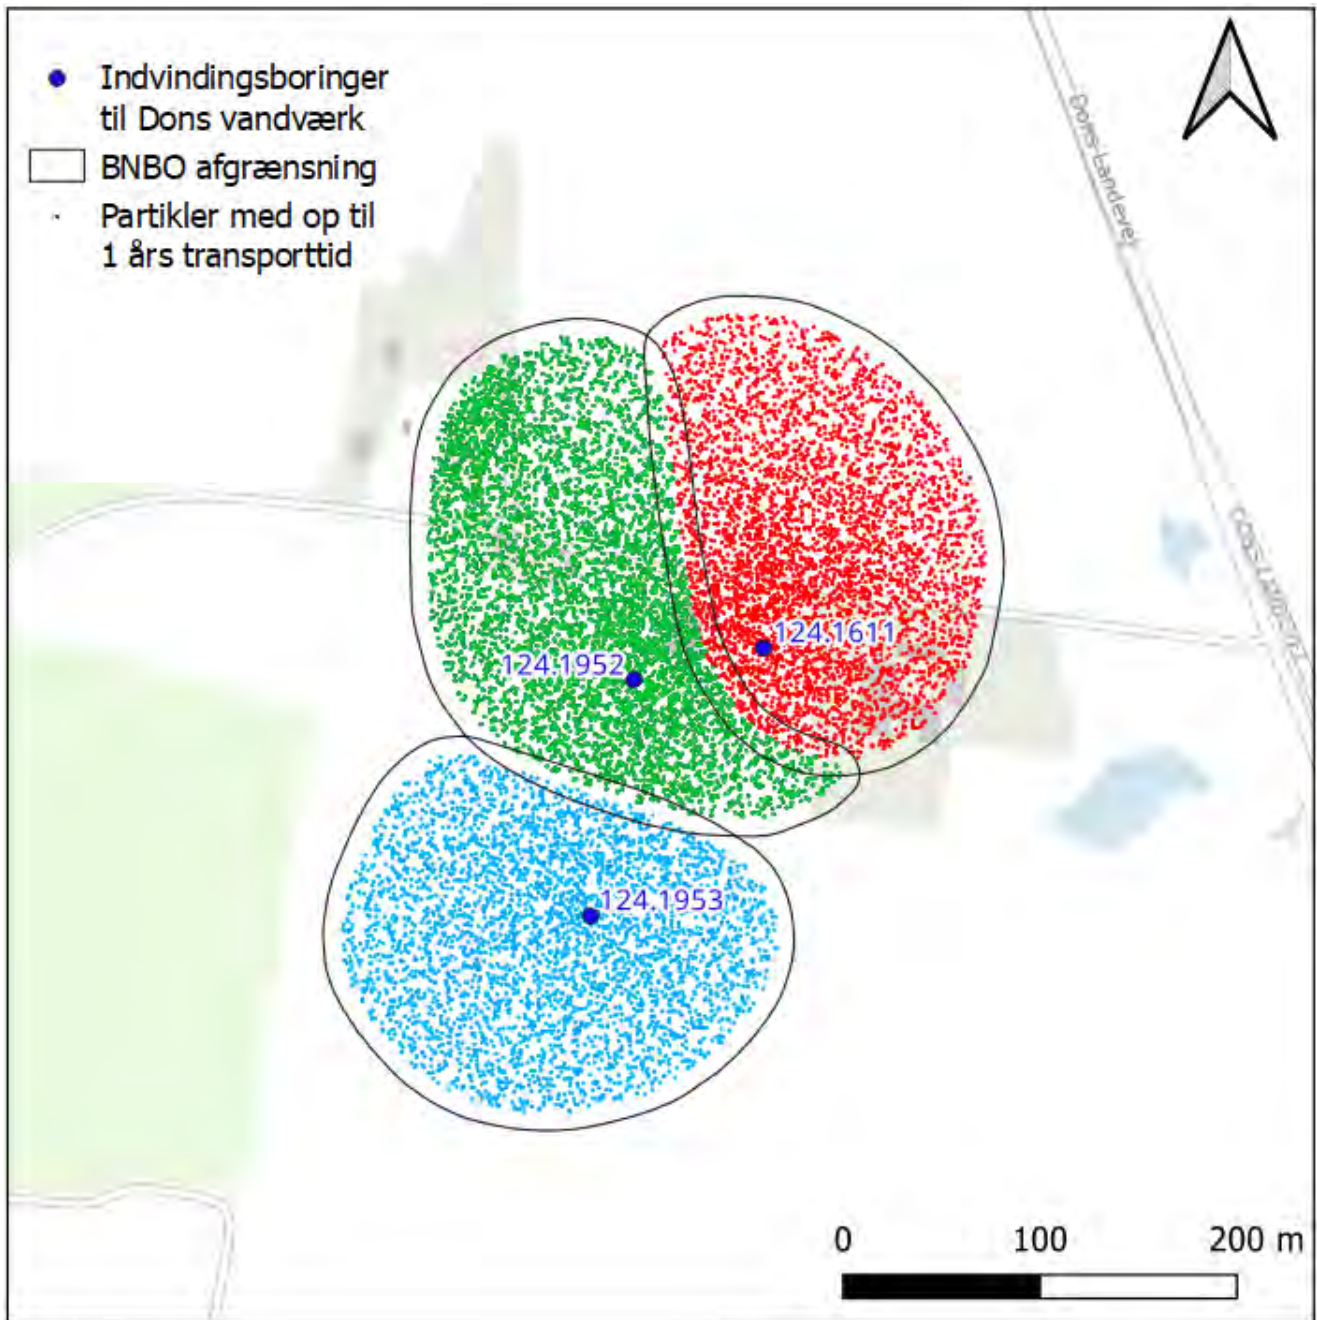 Indvindingsboringer
til Dons vandværk
BNBO afgrænsning
Partikler med op til
1 års transporttid
Dons Landevej
124.1611
124.1952
124.1953
0 100 200 m